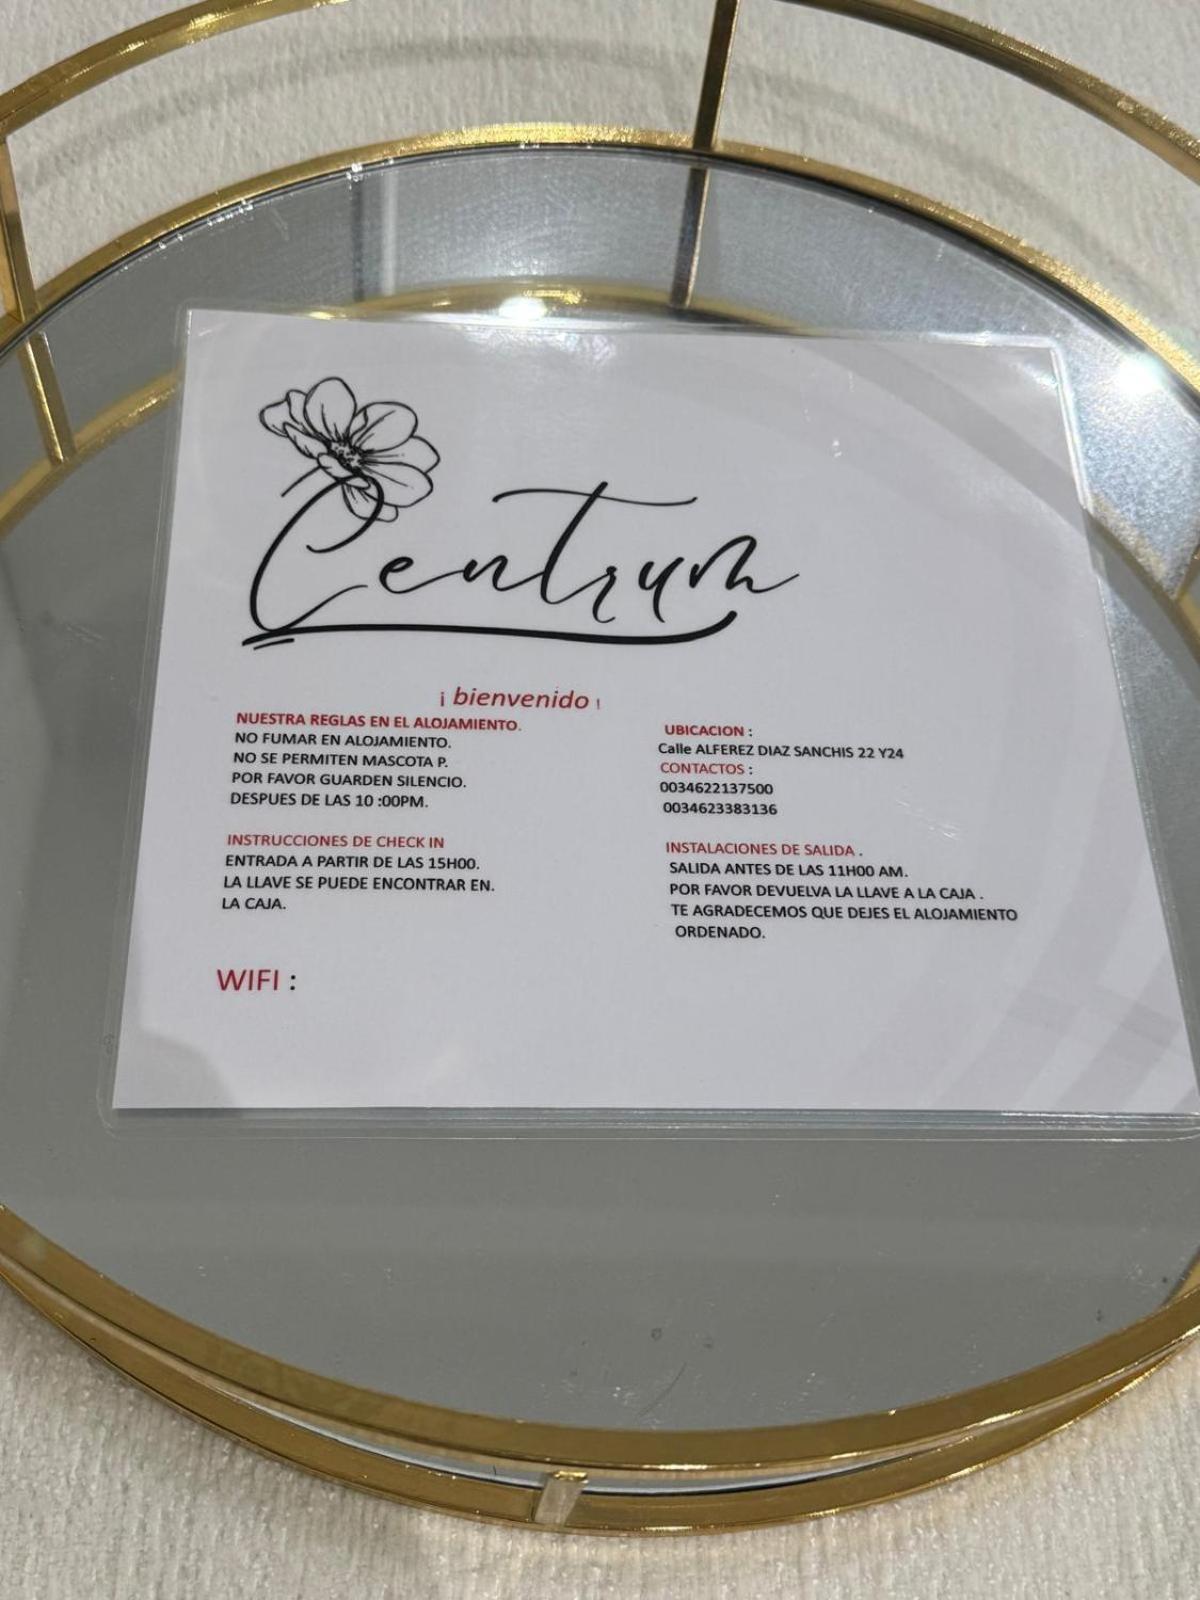 Centrum
¡ bienvenido !
NUESTRA REGLAS EN EL ALOJAMIENTO.
NO FUMAR EN ALOJAMIENTO.
NO SE PERMITEN MASCOTA P.
POR FAVOR GUARDEN SILENCIO.
DESPUES DE LAS 10 :00PM.
INSTRUCCIONES DE CHECK IN
ENTRADA A PARTIR DE LAS 15H00.
LA LLAVE SE PUEDE ENCONTRAR EN.
LA CAJA.
WIFI :
UBICACION :
Calle ALFEREZ DIAZ SANCHIS 22 Y24
CONTACTOS :
0034622137500
0034623383136
INSTALACIONES DE SALIDA .
SALIDA ANTES DE LAS 11H00 AM.
POR FAVOR DEVUELVA LA LLAVE A LA CAJA .
TE AGRADECEMOS QUE DEJES EL ALOJAMIENTO
ORDENADO.